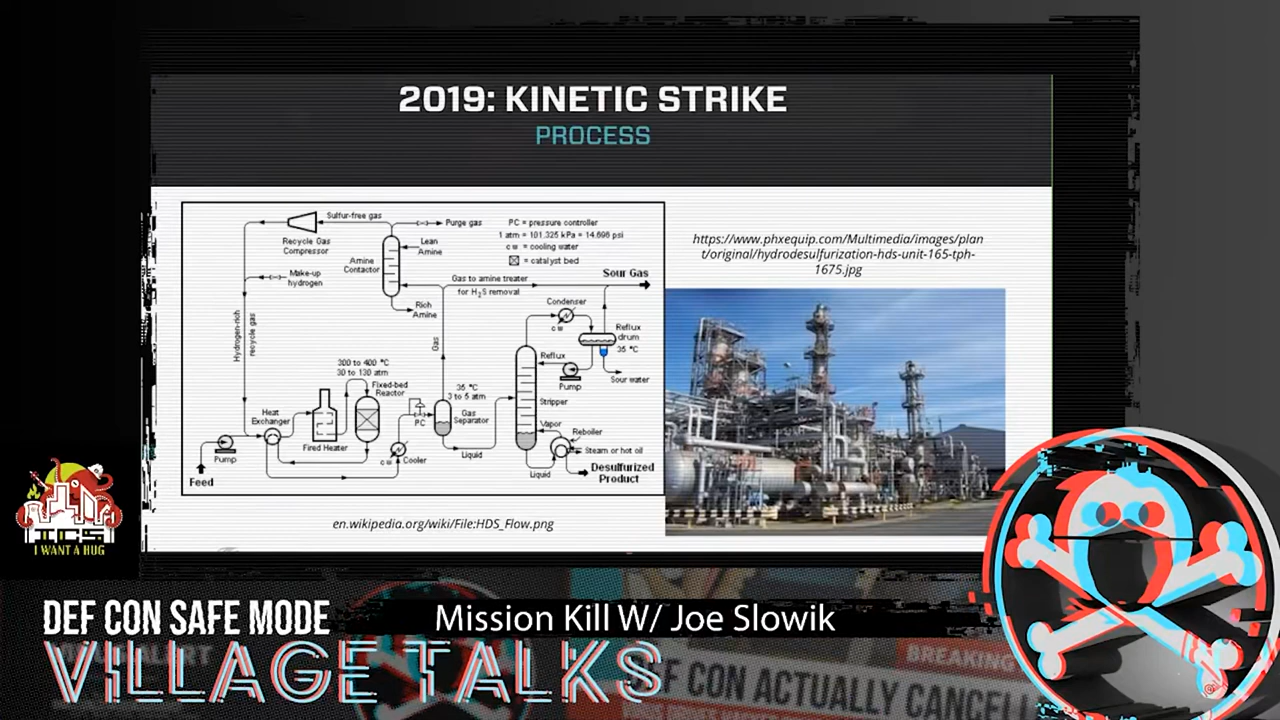 2019: KINETIC STRIKE
PROCESS
Sulfur-free gas
Recycle Gas
Compressor
Purge gas
PC = pressure controller
1 atm = 101.325 kPa = 14.696 psi
c w = cooling water
= catalyst bed
Lean
Amine
Amine
Contactor
Make-up
hydrogen
Gas to amine treater
for H2S removal
Sour Gas
Rich
Amine
Condenser
c w
Reflux
drum
35 °C
Hydrogen-rich
recycle gas
Gas
Reflux
Pump
Sour water
300 to 400 °C
30 to 130 atm
Fixed-bed
Reactor
35 °C
3 to 5 atm
PC
Gas
Separator
Stripper
Heat
Exchanger
Fired Heater
c w
Cooler
Vapor
Reboiler
Steam or hot oil
Pump
Liquid
Liquid
Desulfurized
Product
Feed
en.wikipedia.org/wiki/File:HDS_Flow.png
https://www.phxequip.com/Multimedia/images/plan
t/original/hydrodesulfurization-hds-unit-165-tph-
1675.jpg
ICS
I WANT A HUG
DEF CON SAFE MODE
Mission Kill W/ Joe Slowik
VILLAGE TALKS
BREAKING
DEF CON ACTUALLY CANCELL